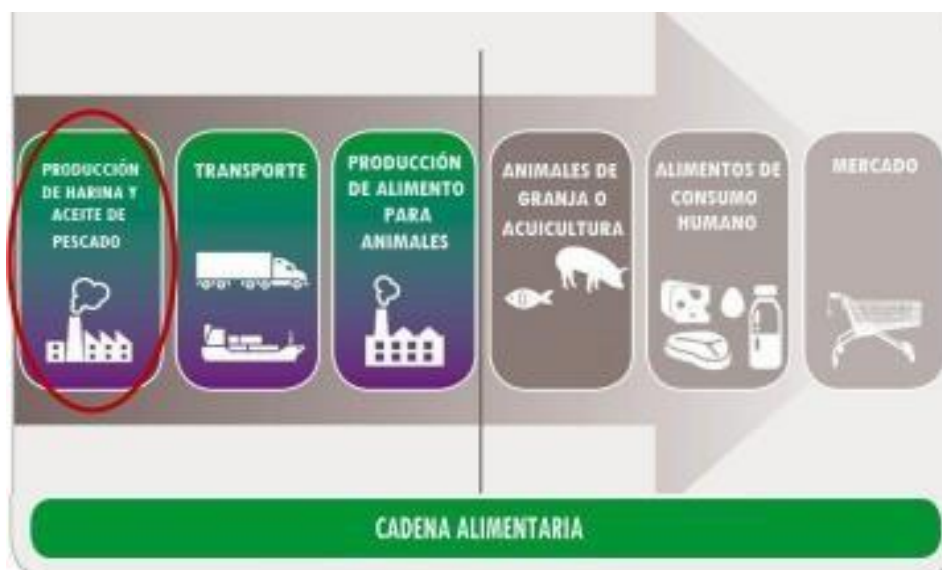 PRODUCCIÓN
DE HARINA Y
ACEITE DE
PESCADO
TRANSPORTE
PRODUCCIÓN
DE ALIMENTO
PARA
ANIMALES
ANIMALES DE
GRANJA O
ACUICULTURA
ALIMENTOS DE
CONSUMO
HUMANO
MERCADO
CADENA ALIMENTARIA